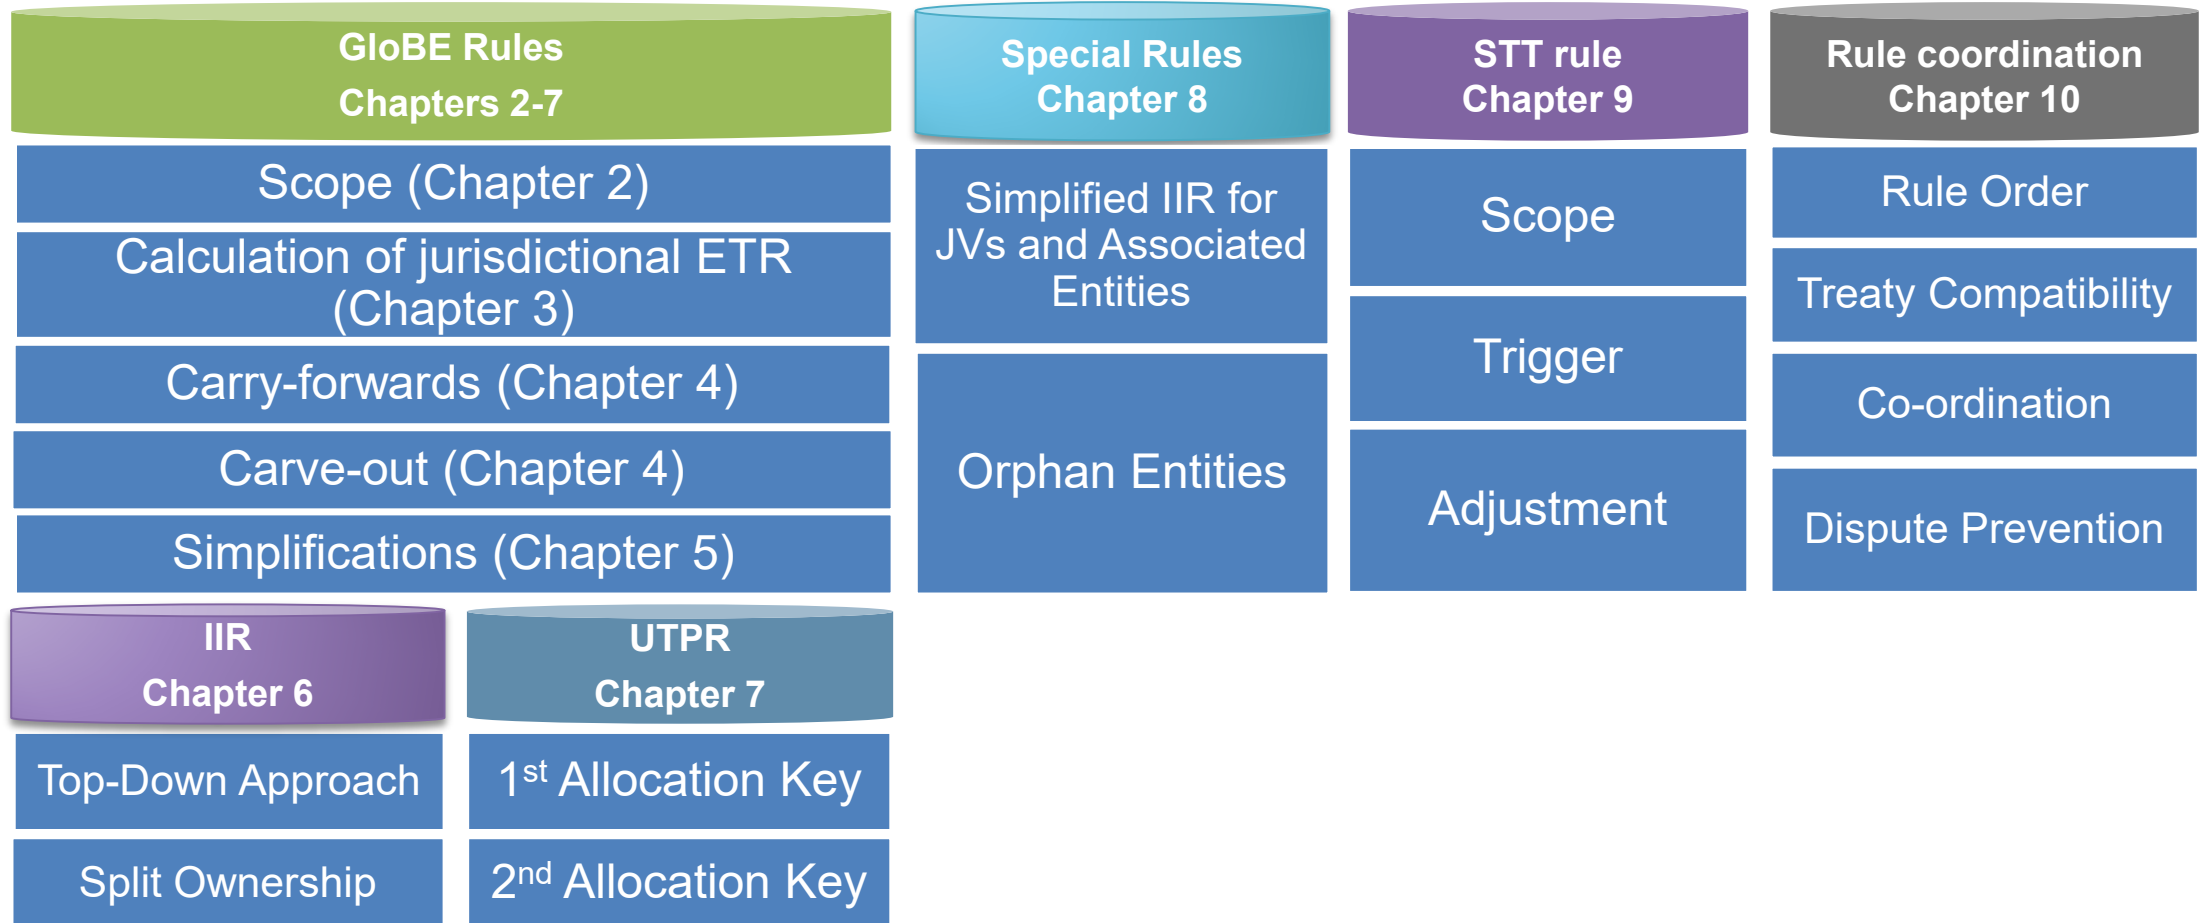 GloBE Rules
Chapters 2-7
Scope (Chapter 2)
Calculation of jurisdictional ETR
(Chapter 3)
Carry-forwards (Chapter 4)
Carve-out (Chapter 4)
Simplifications (Chapter 5)
IIR
Chapter 6
Top-Down Approach
Split Ownership
UTPR
Chapter 7
1st Allocation Key
2nd Allocation Key
Special Rules
Chapter 8
Simplified IIR for
JVs and Associated
Entities
Orphan Entities
STT rule
Chapter 9
Scope
Trigger
Adjustment
Rule coordination
Chapter 10
Rule Order
Treaty Compatibility
Co-ordination
Dispute Prevention